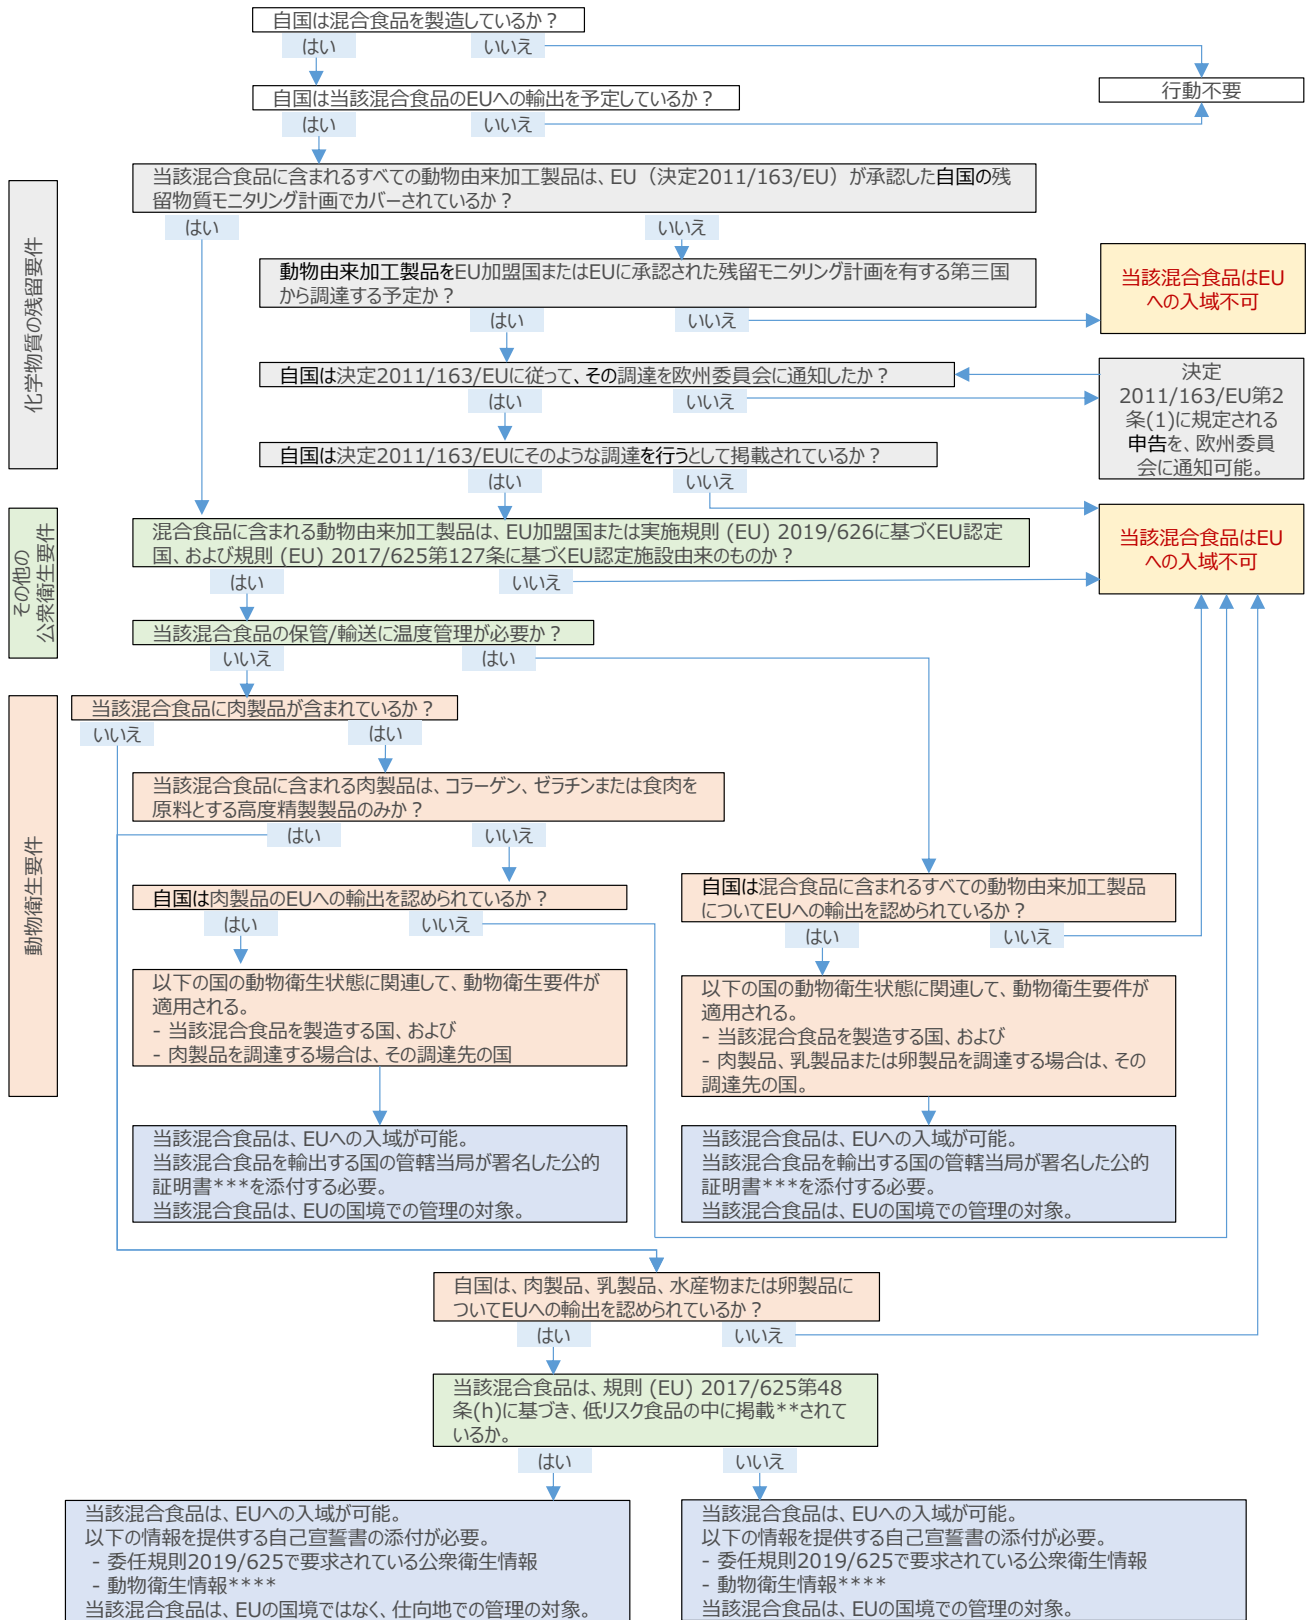 自国は混合食品を製造しているか？
はい
いいえ
自国は当該混合食品のEUへの輸出を予定しているか？
行動不要
はい
いいえ
化学物質の残留要件
当該混合食品に含まれるすべての動物由来加工製品は、EU（決定2011/163/EU）が承認した自国の残
留物質モニタリング計画でカバーされているか？
はい
いいえ
動物由来加工製品をEU加盟国またはEUに承認された残留モニタリング計画を有する第三国
から調達する予定か？
当該混合食品はEU
への入域不可
はい
いいえ
自国は決定2011/163/EUに従って、その調達を欧州委員会に通知したか？
決定
2011/163/EU第2
条(1)に規定される
申告を、欧州委員
会に通知可能。
はい
いいえ
自国は決定2011/163/EUにそのような調達を行うとして掲載されているか？
はい
いいえ
その他の
公衆衛生要件
混合食品に含まれる動物由来加工製品は、EU加盟国または実施規則 (EU) 2019/626に基づくEU認定
国、および規則 (EU) 2017/625第127条に基づくEU認定施設由来のものか？
当該混合食品はEU
への入域不可
はい
いいえ
当該混合食品の保管/輸送に温度管理が必要か？
いいえ
はい
動物衛生要件
当該混合食品に肉製品が含まれているか？
いいえ
はい
当該混合食品に含まれる肉製品は、コラーゲン、ゼラチンまたは食肉を
原料とする高度精製製品のみか？
はい
いいえ
自国は肉製品のEUへの輸出を認められているか？
はい
いいえ
自国は混合食品に含まれるすべての動物由来加工製品
についてEUへの輸出を認められているか？
はい
いいえ
以下の国の動物衛生状態に関連して、動物衛生要件が
適用される。
- 当該混合食品を製造する国、および
- 肉製品を調達する場合は、その調達先の国
以下の国の動物衛生状態に関連して、動物衛生要件が
適用される。
- 当該混合食品を製造する国、および
- 肉製品、乳製品または卵製品を調達する場合は、その
調達先の国。
当該混合食品は、EUへの入域が可能。
当該混合食品を輸出する国の管轄当局が署名した公的
証明書***を添付する必要。
当該混合食品は、EUの国境での管理の対象。
当該混合食品は、EUへの入域が可能。
当該混合食品を輸出する国の管轄当局が署名した公的
証明書***を添付する必要。
当該混合食品は、EUの国境での管理の対象。
自国は、肉製品、乳製品、水産物または卵製品に
ついてEUへの輸出を認められているか？
はい
いいえ
当該混合食品は、規則 (EU) 2017/625第48
条(h)に基づき、低リスク食品の中に掲載**されて
いるか。
はい
いいえ
当該混合食品は、EUへの入域が可能。
以下の情報を提供する自己宣誓書の添付が必要。
- 委任規則2019/625で要求されている公衆衛生情報
- 動物衛生情報****
当該混合食品は、EUの国境ではなく、仕向地での管理の対象。
当該混合食品は、EUへの入域が可能。
以下の情報を提供する自己宣誓書の添付が必要。
- 委任規則2019/625で要求されている公衆衛生情報
- 動物衛生情報****
当該混合食品は、EUの国境での管理の対象。